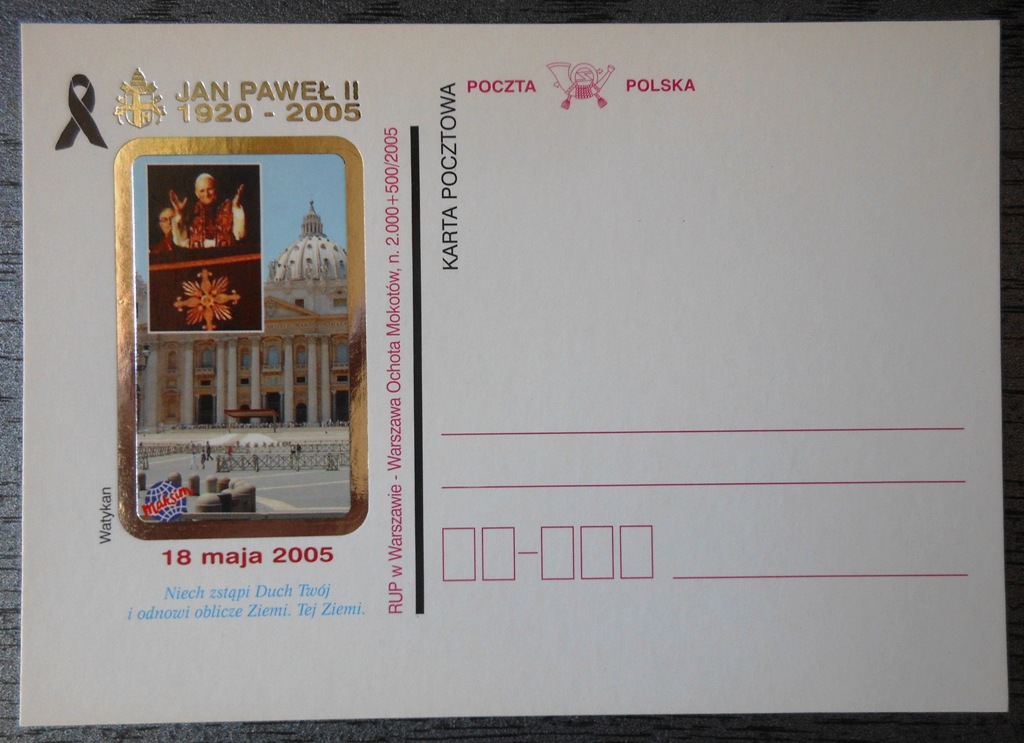 JAN PAWEŁ II
1920 - 2005
maksim
Watykan
18 maja 2005
Niech zstąpi Duch Twój
i odnowi oblicze Ziemi. Tej Ziemi.
RUP w Warszawie - Warszawa Ochota Mokotów, n. 2.000+500/2005
KARTA POCZTOWA
POCZTA POLSKA